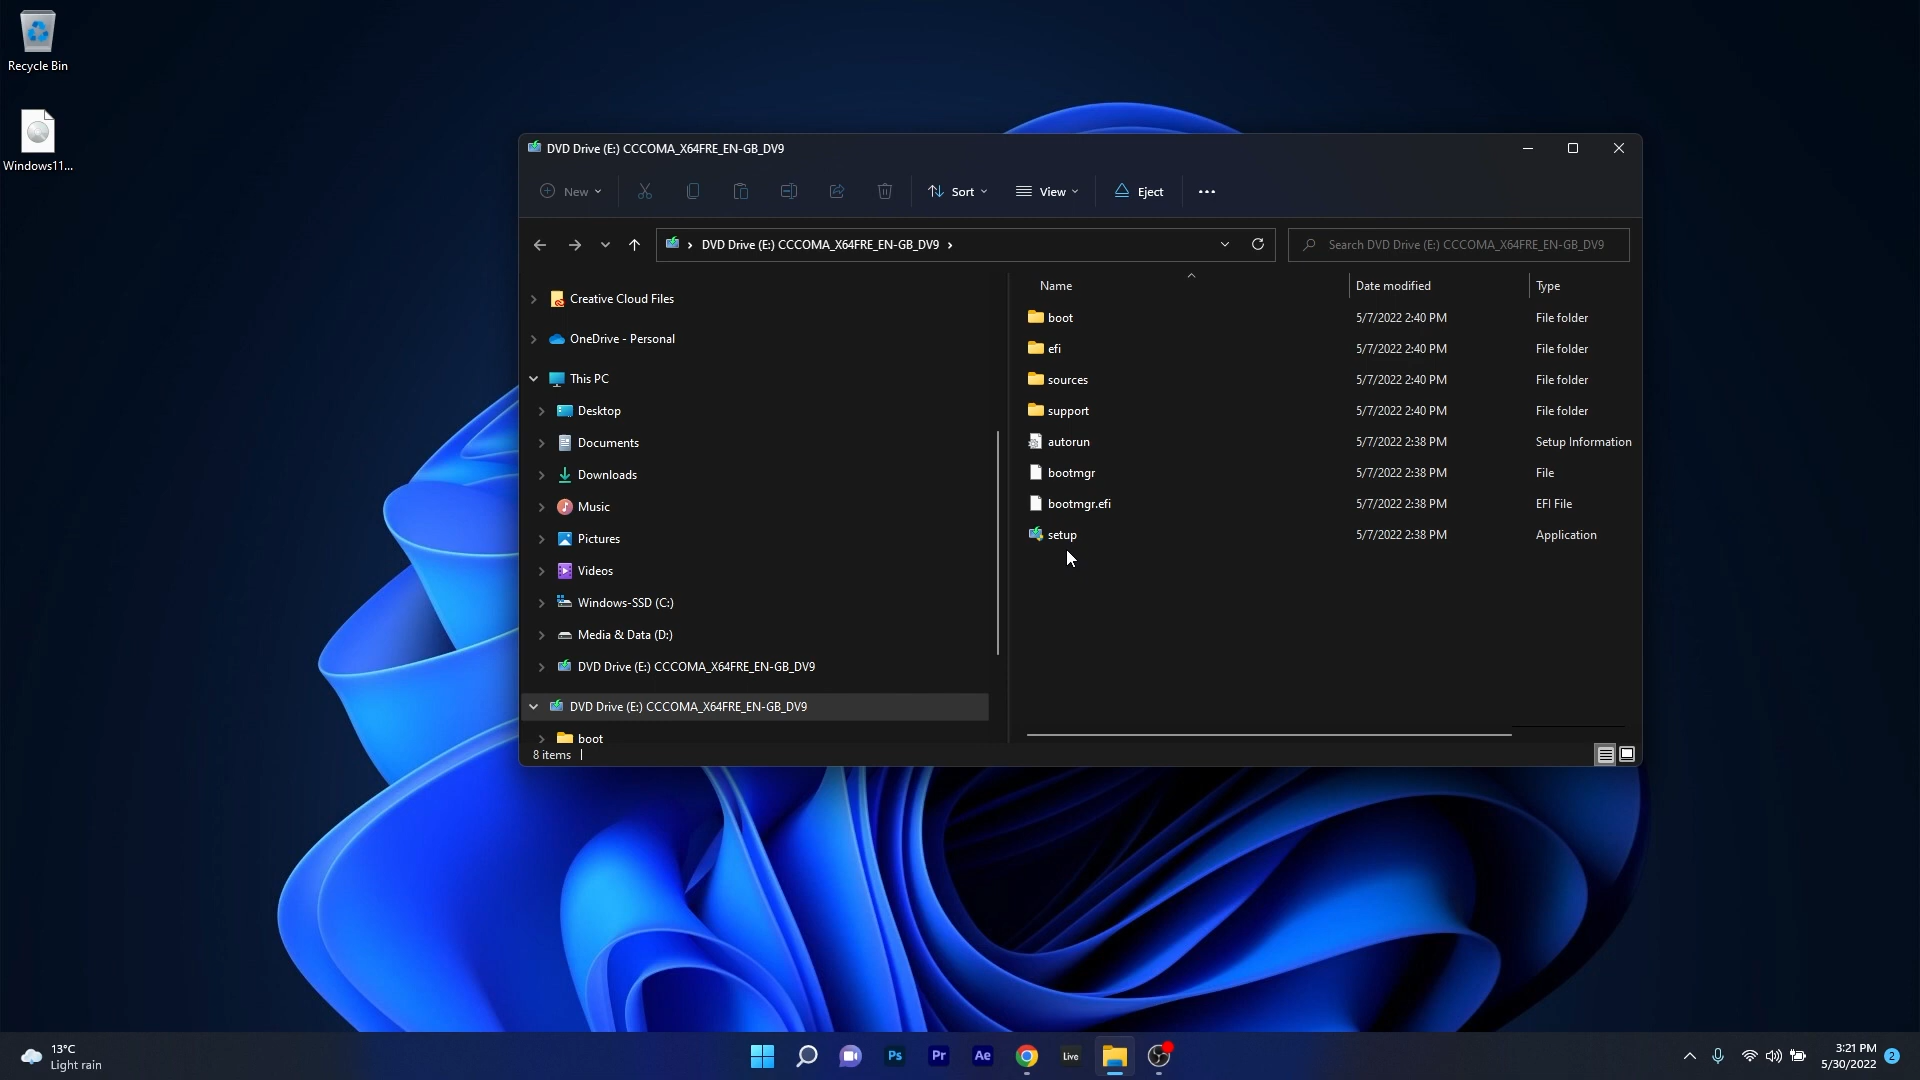 Recycle Bin
Windows11...
DVD Drive (E:) CCCOMA_X64FRE_EN-GB_DV9
New
Sort
View
Eject
DVD Drive (E:) CCCOMA_X64FRE_EN-GB_DV9
Search DVD Drive (E:) CCCOMA_X64FRE_EN-GB_DV9
Creative Cloud Files
OneDrive - Personal
This PC
Desktop
Documents
Downloads
Music
Pictures
Videos
Windows-SSD (C:)
Media & Data (D:)
DVD Drive (E:) CCCOMA_X64FRE_EN-GB_DV9
DVD Drive (E:) CCCOMA_X64FRE_EN-GB_DV9
boot
Name Date modified Type
boot 5/7/2022 2:40 PM File folder
efi 5/7/2022 2:40 PM File folder
sources 5/7/2022 2:40 PM File folder
support 5/7/2022 2:40 PM File folder
autorun 5/7/2022 2:38 PM Setup Information
bootmgr 5/7/2022 2:38 PM File
bootmgr.efi 5/7/2022 2:38 PM EFI File
setup 5/7/2022 2:38 PM Application
8 items
13°C
Light rain
Ps
Pr
Ae
Live
3:21 PM
5/30/2022
2